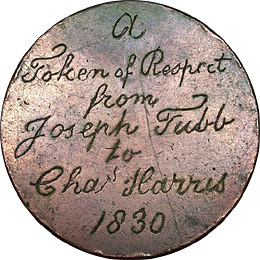 A
Token of Respect
from
Joseph Tubb
to
Chas Harris
1830